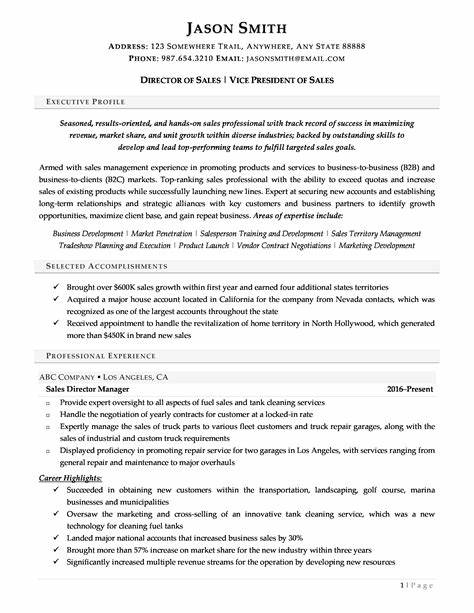 JASON SMITH
ADDRESS: 123 SOMEWHERE TRAIL, ANYWHERE, ANY STATE 88888
PHONE: 987.654.3210 EMAIL: JASONSMITH@EMAIL.COM
DIRECTOR OF SALES | VICE PRESIDENT OF SALES
EXECUTIVE PROFILE
Seasoned, results-oriented, and hands-on sales professional with track record of success in maximizing
revenue, market share, and unit growth within diverse industries; backed by outstanding skills to
develop and lead top-performing teams to fulfill targeted sales goals.
Armed with sales management experience in promoting products and services to business-to-business (B2B) and
business-to-clients (B2C) markets. Top-ranking sales professional with the ability to exceed quotas and increase
sales of existing products while successfully launching new lines. Expert at securing new accounts and establishing
long-term relationships and strategic alliances with key customers and business partners to identify growth
opportunities, maximize client base, and gain repeat business. Areas of expertise include:
Business Development | Market Penetration | Salesperson Training and Development | Sales Territory Management
Tradeshow Planning and Execution | Product Launch | Vendor Contract Negotiations | Marketing Development
SELECTED ACCOMPLISHMENTS
✓ Brought over $600K sales growth within first year and earned four additional states territories
✓ Acquired a major house account located in California for the company from Nevada contacts, which was
recognized as one of the largest accounts throughout the state
✓ Received appointment to handle the revitalization of home territory in North Hollywood, which generated
more than $450K in sales
PROFESSIONAL EXPERIENCE
ABC COMPANY ▪ LOS ANGELES, CA
Sales Director Manager 2016–Present
▫ Provide expert oversight to all aspects of fuel sales and tank cleaning services
▫ Handle the negotiation of yearly contracts for customer at a locked-in rate
▫ Expertly manage the sales of truck parts to various fleet customers and truck repair garages, along with the
sales of industrial and custom truck requirements
▫ Displayed proficiency in promoting repair service for two garages in Los Angeles, with services ranging from
general repair and maintenance to major overhauls
Career Highlights:
✓ Succeeded in obtaining new customers within the transportation, landscaping, golf course, marina
businesses and municipalities
✓ Oversaw the marketing and cross-selling of an innovative tank cleaning service, which was a new
technology for cleaning fuel tanks
✓ Landed major national accounts that increased business sales by 30%
✓ Brought more than 57% increase on market share for the new industry within three years
✓ Significantly increased multiple revenue streams for the business on various levels
1 | Page